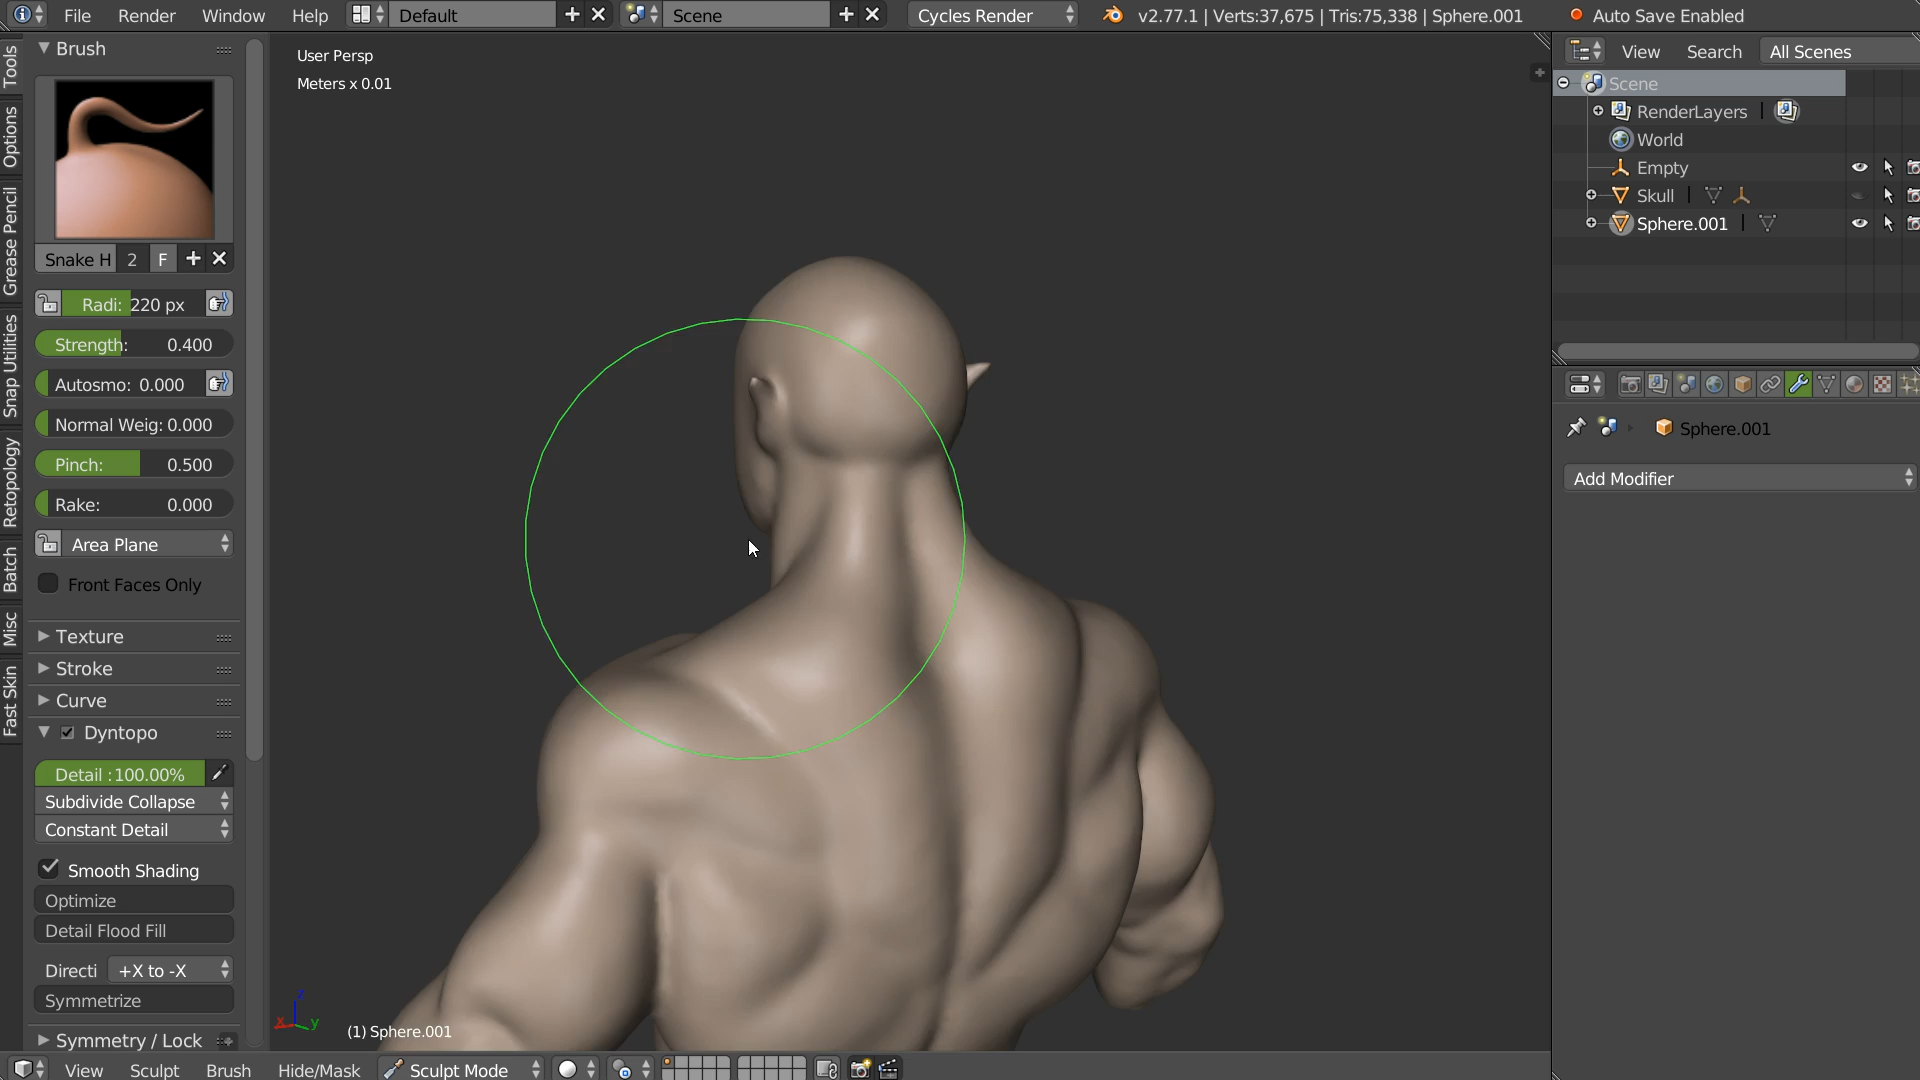 File Render Window Help Default Scene Cycles Render v2.77.1 | Verts:37,675 | Tris:75,338 | Sphere.001 Auto Save Enabled
Tools
Options
Grease Pencil
Snap Utilities
Retopology
Batch
Misc
Fast Skin
Brush
Snake H 2 F
Radi: 220 px
Strength: 0.400
Autosmo: 0.000
Normal Weig: 0.000
Pinch: 0.500
Rake: 0.000
Area Plane
Front Faces Only
Texture
Stroke
Curve
Dyntopo
Detail :100.00%
Subdivide Collapse
Constant Detail
Smooth Shading
Optimize
Detail Flood Fill
Directi +X to -X
Symmetrize
Symmetry / Lock
User Persp
Meters x 0.01
z
x y
(1) Sphere.001
View Search All Scenes
Scene
RenderLayers
World
Empty
Skull
Sphere.001
Sphere.001
Add Modifier
View Sculpt Brush Hide/Mask Sculpt Mode